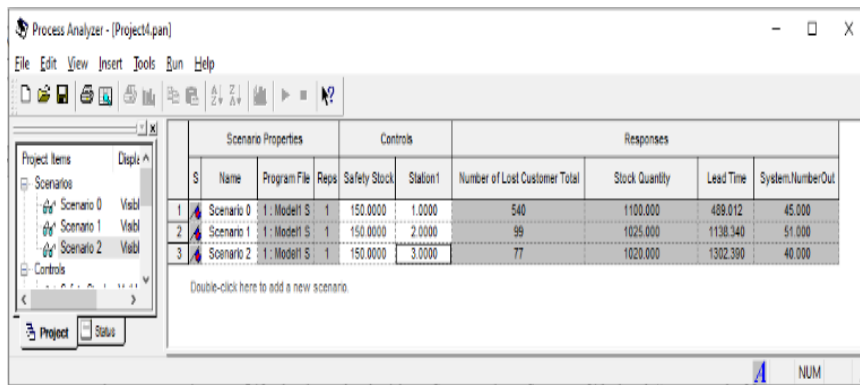 Process Analyzer - [Project4.pan]
File Edit View Insert Tools Run Help
Project Items Displa
Scenarios
Scenario 0 Visibl
Scenario 1 Visibl
Scenario 2 Visibl
Controls
Project Status
Scenario Properties Controls Responses
S Name Program File Reps Safety Stock Station1 Number of Lost Customer Total Stock Quantity Lead Time System.NumberOut
1 Scenario 0 1 : Model1 S 1 150.0000 1.0000 540 1100.000 489.012 45.000
2 Scenario 1 1 : Model1 S 1 150.0000 2.0000 99 1025.000 1138.340 51.000
3 Scenario 2 1 : Model1 S 1 150.0000 3.0000 77 1020.000 1302.390 40.000
Double-click here to add a new scenario.
A NUM